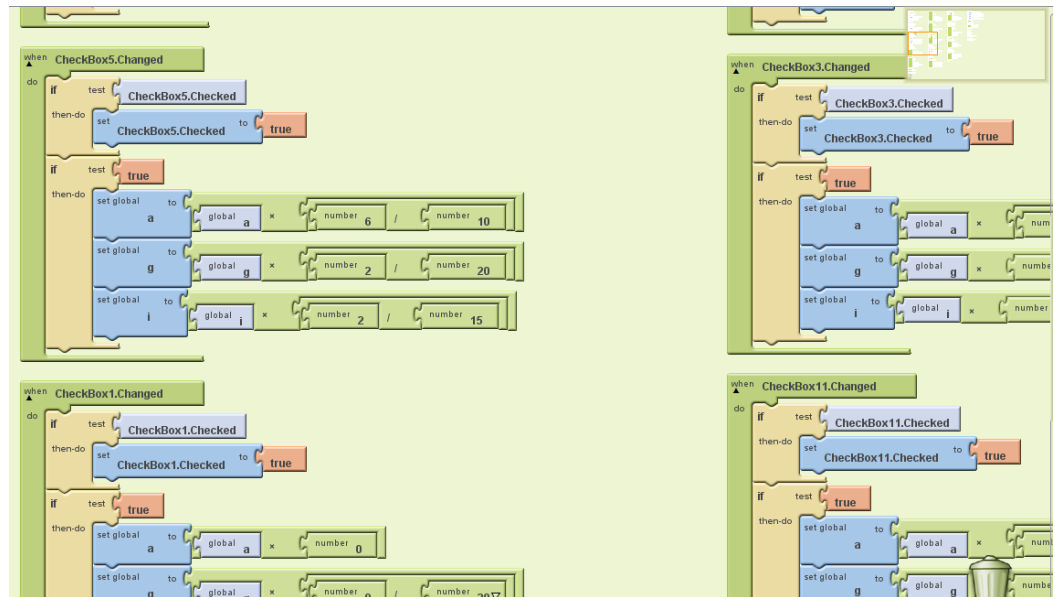 when CheckBox5.Changed
do if test CheckBox5.Checked
then-do set CheckBox5.Checked to true
if test true
then-do set global a to global a × number 6 / number 10
set global g to global g × number 2 / number 20
set global i to global i × number 2 / number 15
when CheckBox1.Changed
do if test CheckBox1.Checked
then-do set CheckBox1.Checked to true
if test true
then-do set global a to global a × number 0
set global to global × number / number
when CheckBox3.Changed
do if test CheckBox3.Checked
then-do set CheckBox3.Checked to true
if test true
then-do set global a to global a ×
set global g to global g ×
set global i to global i × number
when CheckBox11.Changed
do if test CheckBox11.Checked
then-do set CheckBox11.Checked to true
if test true
then-do set global a to global a ×
set global g to global g ×